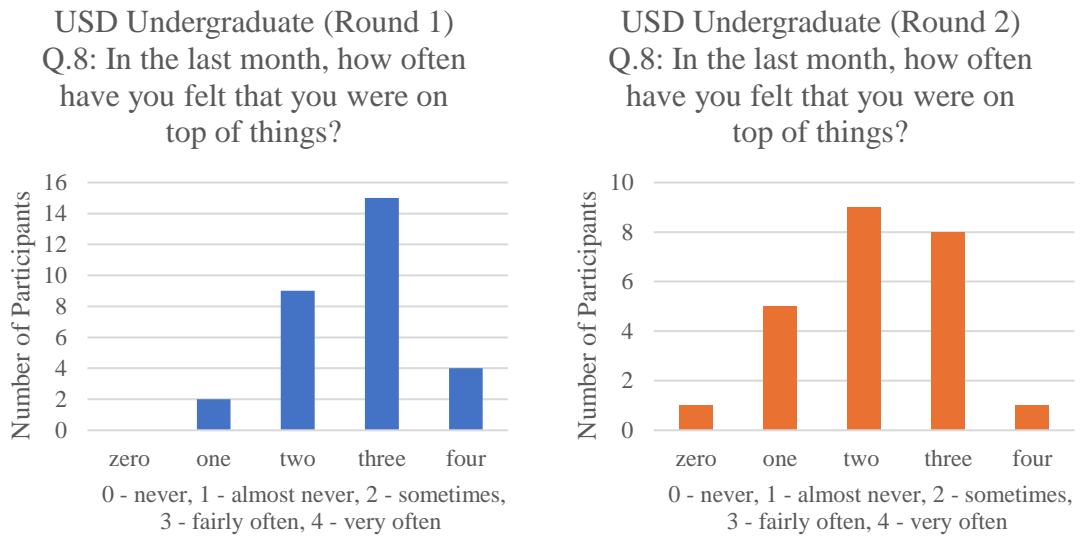 USD Undergraduate (Round 1)
Q.8: In the last month, how often
have you felt that you were on
top of things?
Number of Participants
16
14
12
10
8
6
4
2
0
zero one two three four
0 - never, 1 - almost never, 2 - sometimes,
3 - fairly often, 4 - very often
USD Undergraduate (Round 2)
Q.8: In the last month, how often
have you felt that you were on
top of things?
Number of Participants
10
8
6
4
2
0
zero one two three four
0 - never, 1 - almost never, 2 - sometimes,
3 - fairly often, 4 - very often